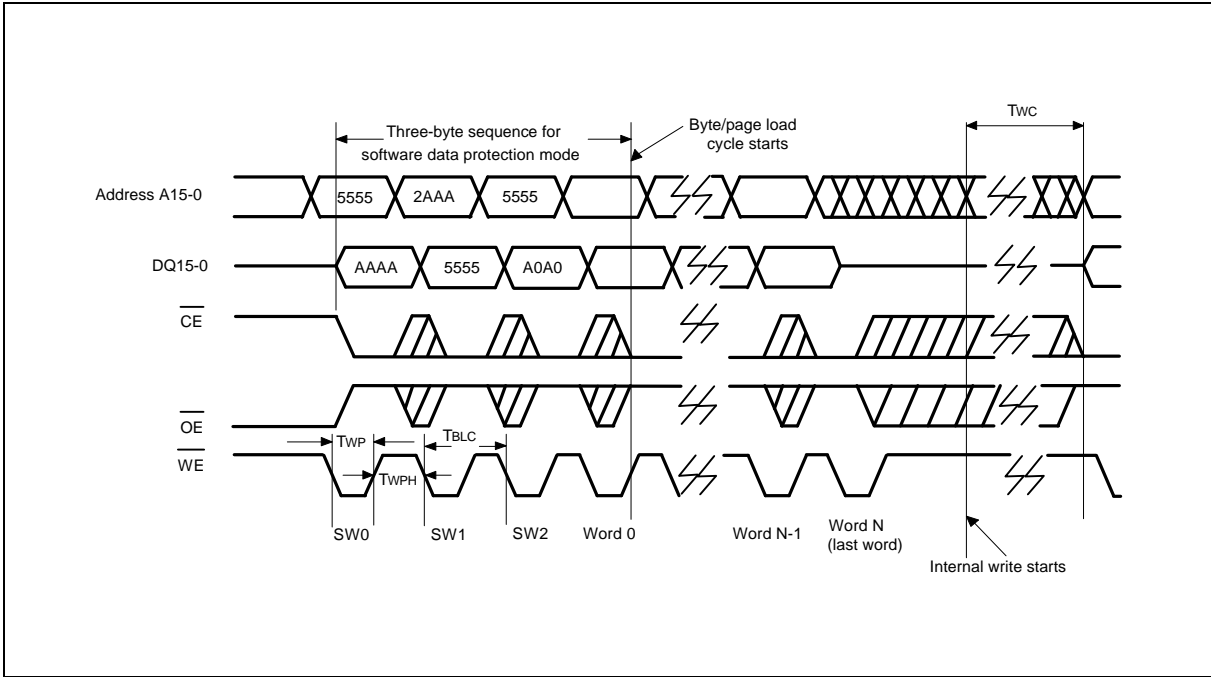 TWC
Three-byte sequence for
software data protection mode
Byte/page load
cycle starts
Address A15-0
5555
2AAA
5555
DQ15-0
AAAA
5555
A0A0
CE
OE
TWP
TBLC
WE
TWPH
SW0
SW1
SW2
Word 0
Word N-1
Word N
(last word)
Internal write starts